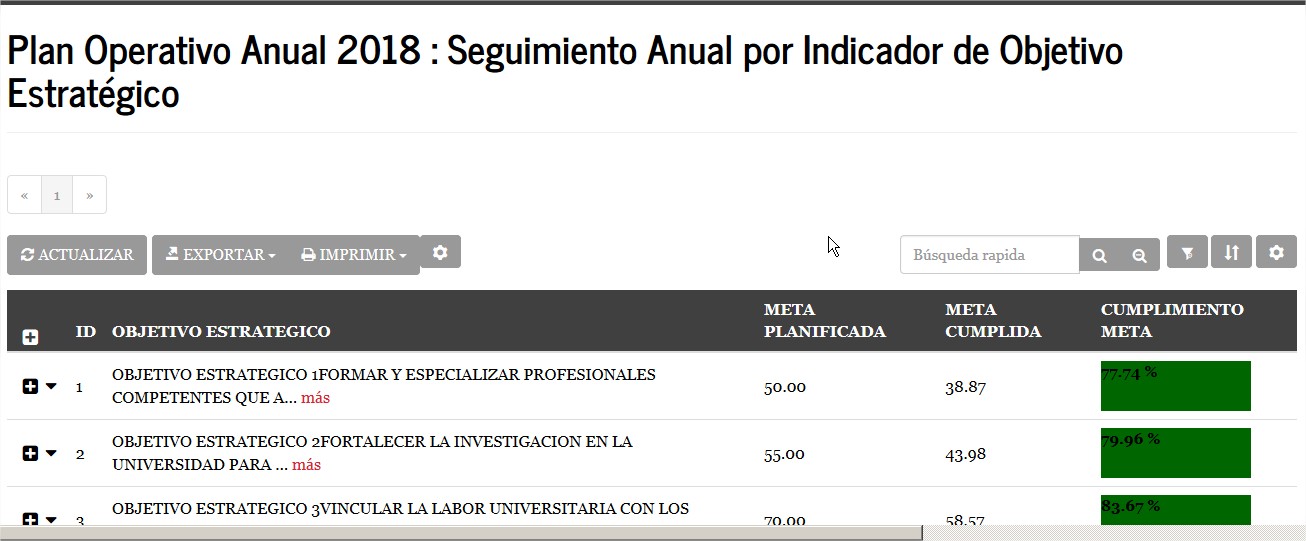 Plan Operativo Anual 2018 : Seguimiento Anual por Indicador de Objetivo
Estratégico
« 1 »
ACTUALIZAR EXPORTAR IMPRIMIR Búsqueda rapida
ID OBJETIVO ESTRATEGICO META PLANIFICADA META CUMPLIDA CUMPLIMIENTO META
1 OBJETIVO ESTRATEGICO 1FORMAR Y ESPECIALIZAR PROFESIONALES 50.00 38.87 77.74 %
COMPETENTES QUE A... más
2 OBJETIVO ESTRATEGICO 2FORTALECER LA INVESTIGACION EN LA 55.00 43.98 79.96 %
UNIVERSIDAD PARA ... más
3 OBJETIVO ESTRATEGICO 3VINCULAR LA LABOR UNIVERSITARIA CON LOS 70.00 58.57 83.67 %